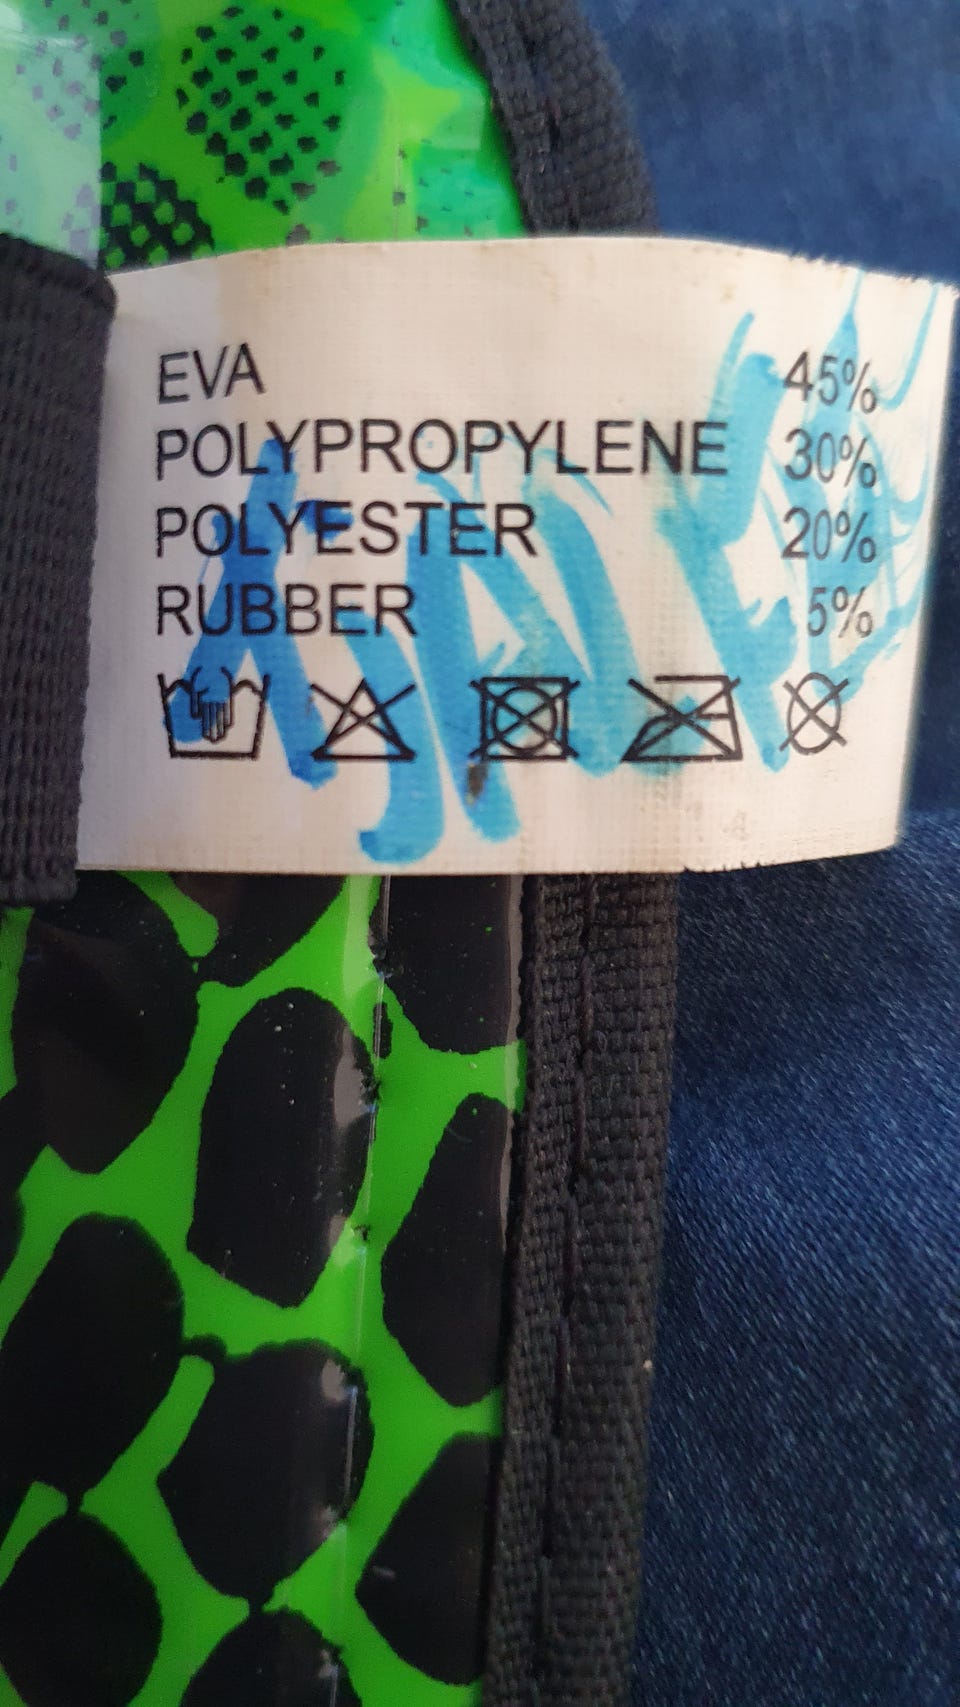 EVA 45%
POLYPROPYLENE 30%
POLYESTER 20%
RUBBER 5%